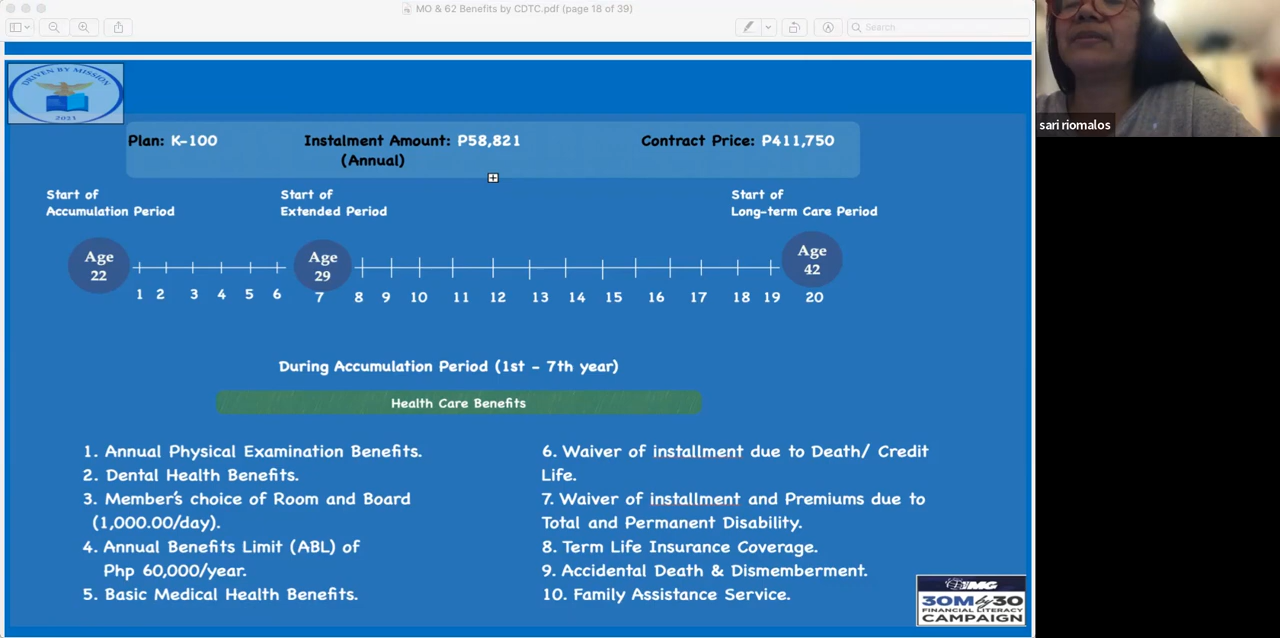 MO & 62 Benefits by CDTC.pdf (page 18 of 39)
Search
DRIVEN BY MISSION
2021
Plan: K-100
Instalment Amount: P58,821
(Annual)
Contract Price: P411,750
Start of
Accumulation Period
Start of
Extended Period
Start of
Long-term Care Period
Age
22
Age
29
Age
42
1 2 3 4 5 6 7 8 9 10 11 12 13 14 15 16 17 18 19 20
During Accumulation Period (1st - 7th year)
Health Care Benefits
1. Annual Physical Examination Benefits.
2. Dental Health Benefits.
3. Member's choice of Room and Board
(1,000.00/day).
4. Annual Benefits Limit (ABL) of
Php 60,000/year.
5. Basic Medical Health Benefits.
6. Waiver of installment due to Death/ Credit
Life.
7. Waiver of installment and Premiums due to
Total and Permanent Disability.
8. Term Life Insurance Coverage.
9. Accidental Death & Dismemberment.
10. Family Assistance Service.
IMG
30M by 30
FINANCIAL LITERACY
CAMPAIGN
sari riomalos